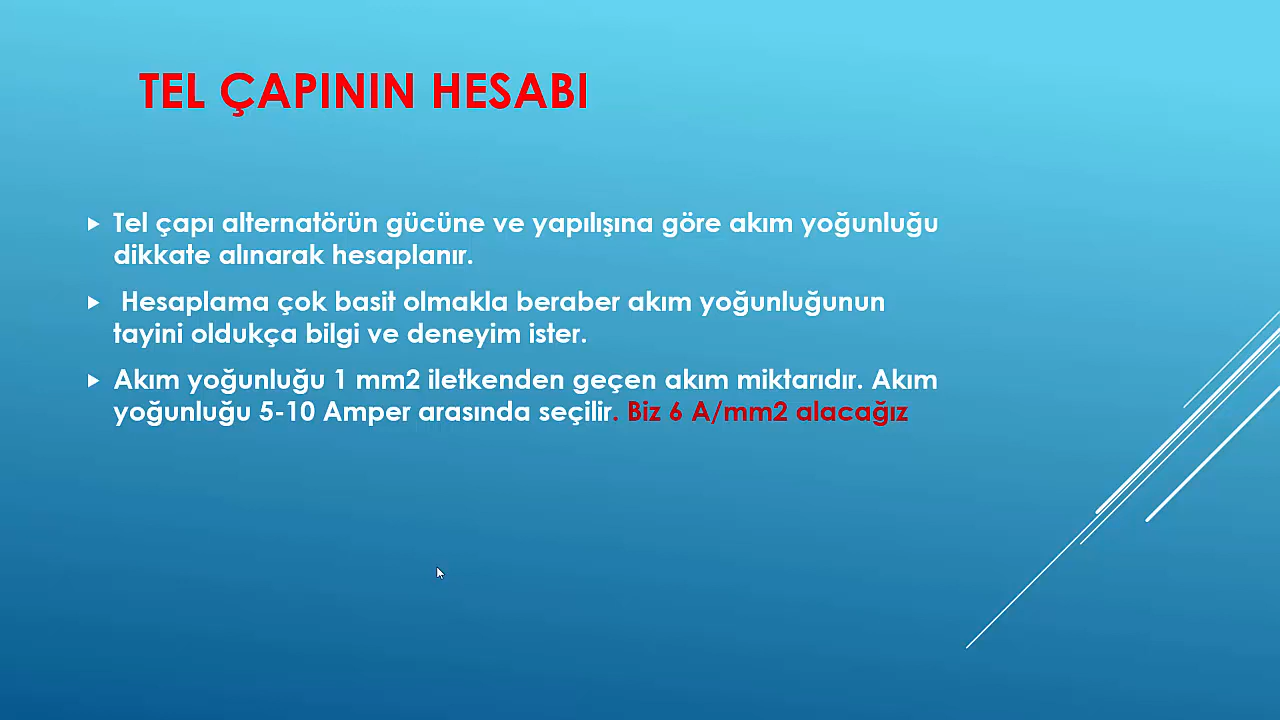 TEL ÇAPININ HESABI
Tel çapı alternatörün gücüne ve yapılışına göre akım yoğunluğu
dikkate alınarak hesaplanır.
Hesaplama çok basit olmakla beraber akım yoğunluğunun
tayini oldukça bilgi ve deneyim ister.
Akım yoğunluğu 1 mm2 iletkenden geçen akım miktarıdır. Akım
yoğunluğu 5-10 Amper arasında seçilir. Biz 6 A/mm2 alacağız